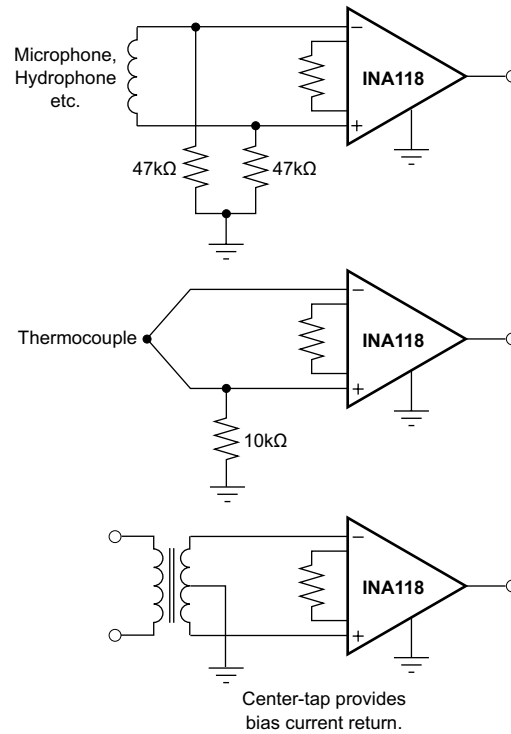 Microphone,
Hydrophone
etc.
INA118
47kΩ
47kΩ
Thermocouple
INA118
10kΩ
INA118
Center-tap provides
bias current return.